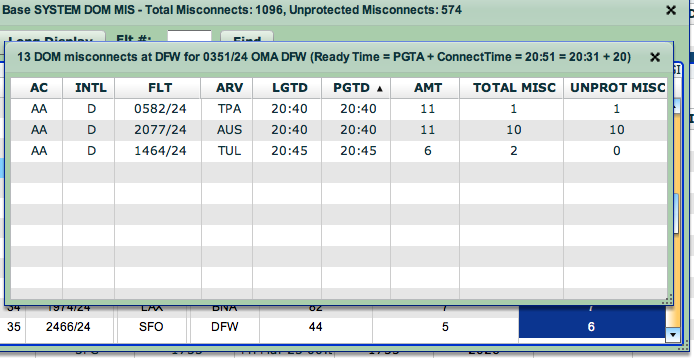 Base SYSTEM DOM MIS - Total Misconnects: 1096, Unprotected Misconnects: 574
Long Display Flt #: Find
13 DOM misconnects at DFW for 0351/24 OMA DFW (Ready Time = PGTA + ConnectTime = 20:51 = 20:31 + 20)
AC INTL FLT ARV LGTD PGTD AMT TOTAL MISC UNPROT MISC
AA D 0582/24 TPA 20:40 20:40 11 1 1
AA D 2077/24 AUS 20:40 20:40 11 10 10
AA D 1464/24 TUL 20:45 20:45 6 2 0
34 1974/24 LAX BNA 82 7 7
35 2466/24 SFO DFW 44 5 6